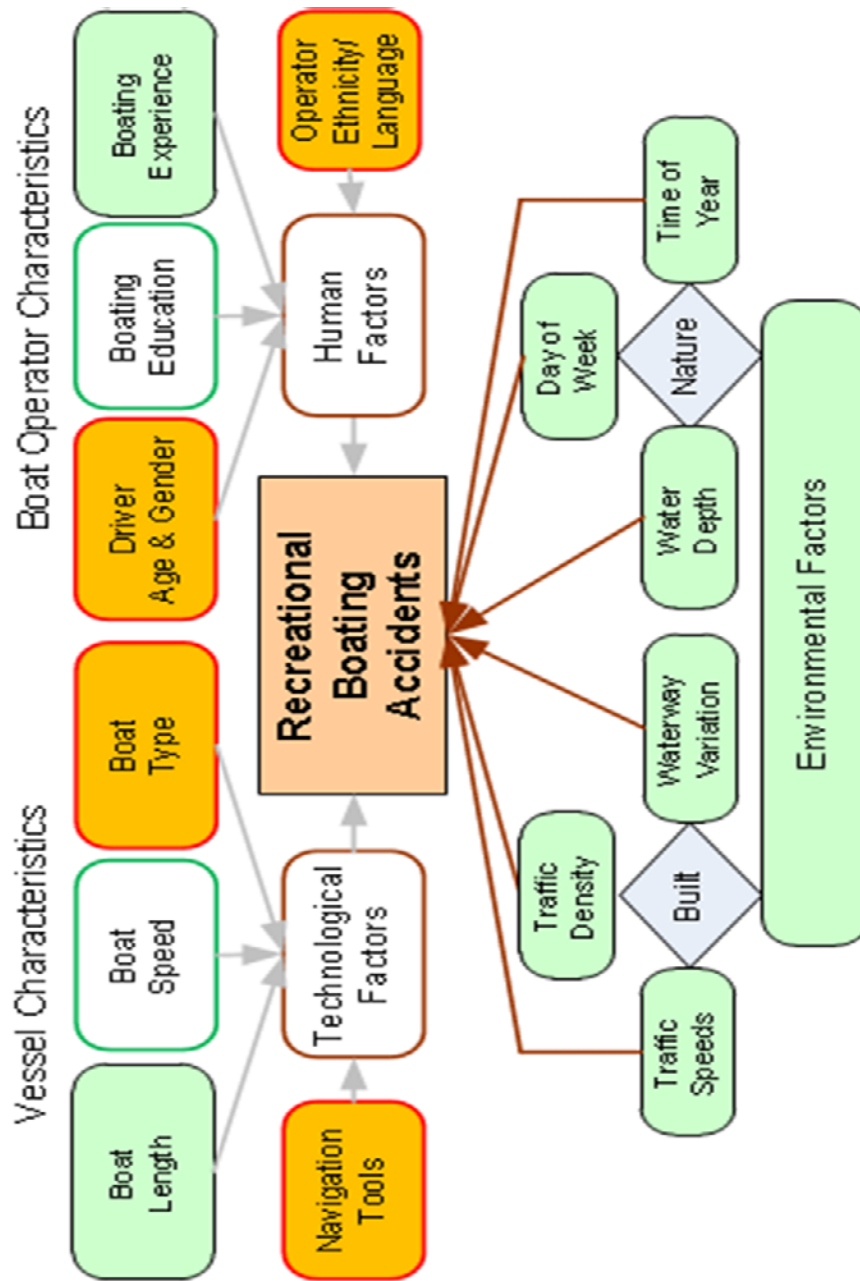 Vessel Characteristics
Boat Operator Characteristics
Boat
Length
Boat
Speed
Boat
Type
Driver
Age & Gender
Boating
Education
Boating
Experience
Navigation
Tools
Technological
Factors
Recreational
Boating
Accidents
Human
Factors
Operator
Ethnicity/
Language
Traffic
Density
Day of
Week
Traffic
Speeds
Built
Waterway
Variation
Water
Depth
Nature
Time of
Year
Environmental Factors